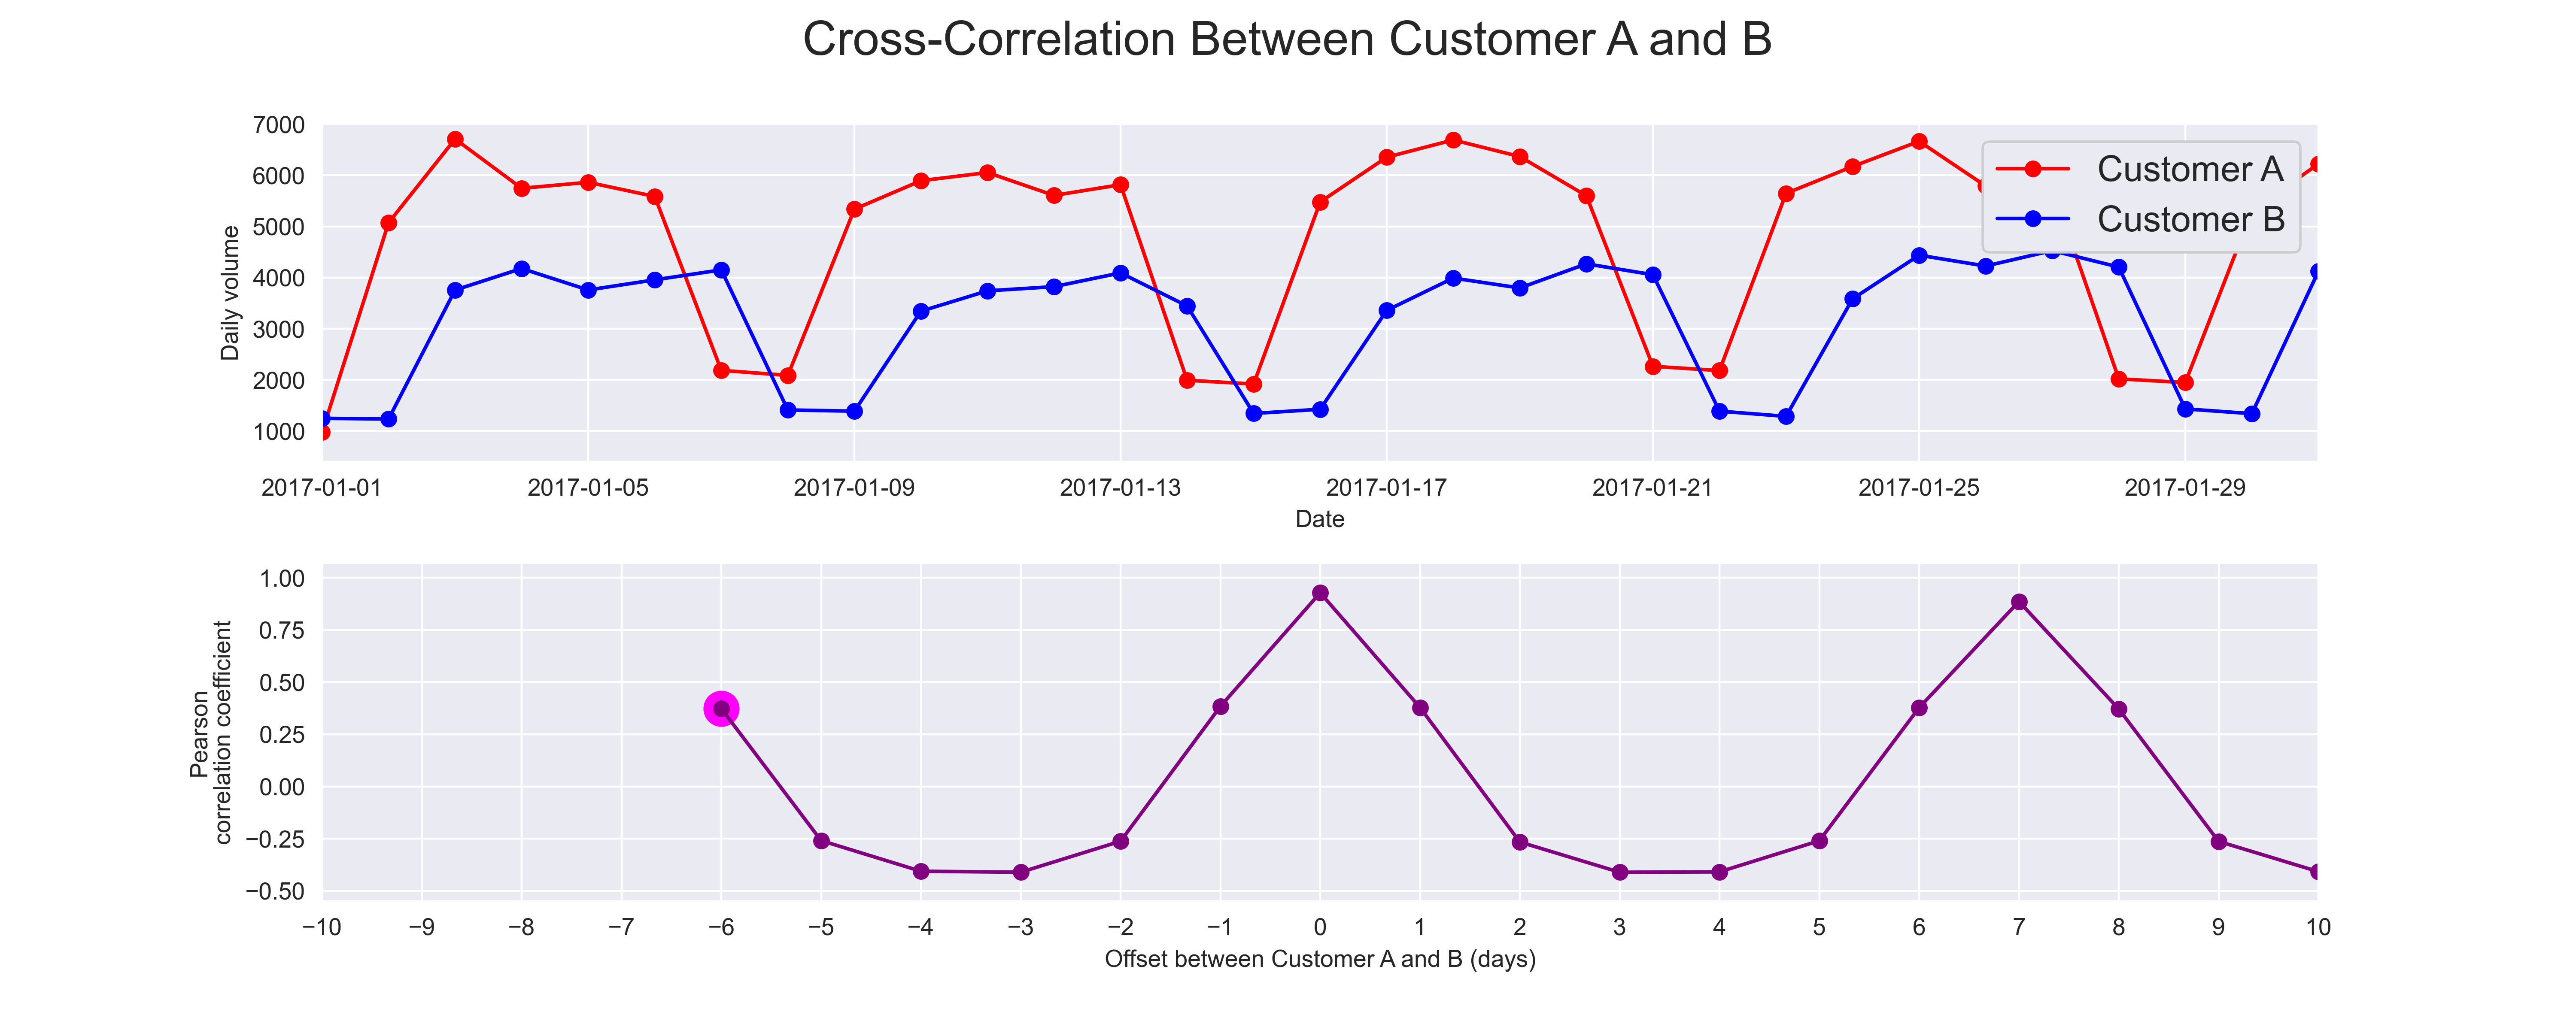 Cross-Correlation Between Customer A and B
7000
6000
5000
4000
3000
2000
1000
Daily volume
Customer A
Customer B
2017-01-01 2017-01-05 2017-01-09 2017-01-13 2017-01-17 2017-01-21 2017-01-25 2017-01-29
Date
1.00
0.75
0.50
0.25
0.00
−0.25
−0.50
Pearson
correlation coefficient
−10 −9 −8 −7 −6 −5 −4 −3 −2 −1 0 1 2 3 4 5 6 7 8 9 10
Offset between Customer A and B (days)